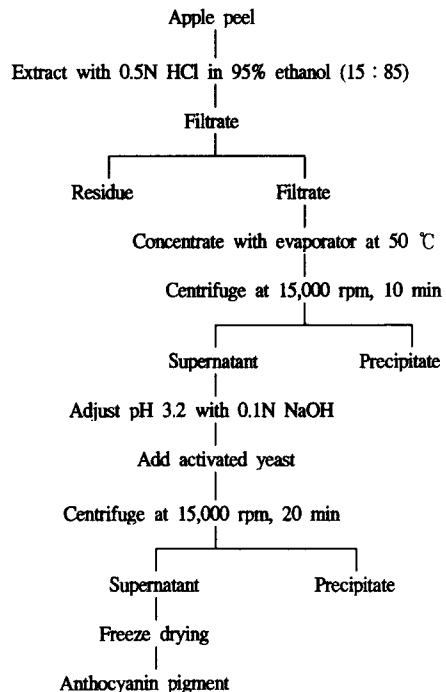 Apple peel
Extract with 0.5N HCl in 95% ethanol (15 : 85)
Filtrate
Residue Filtrate
Concentrate with evaporator at 50 ℃
Centrifuge at 15,000 rpm, 10 min
Supernatant Precipitate
Adjust pH 3.2 with 0.1N NaOH
Add activated yeast
Centrifuge at 15,000 rpm, 20 min
Supernatant Precipitate
Freeze drying
Anthocyanin pigment